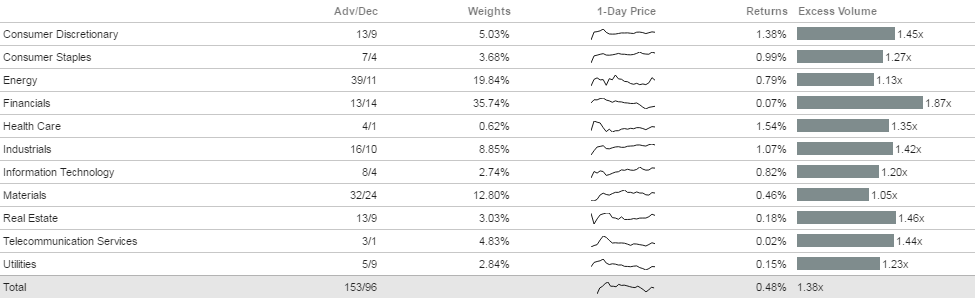 Adv/Dec Weights 1-Day Price Returns Excess Volume
Consumer Discretionary 13/9 5.03% 1.38% 1.45x
Consumer Staples 7/4 3.68% 0.99% 1.27x
Energy 39/11 19.84% 0.79% 1.13x
Financials 13/14 35.74% 0.07% 1.87x
Health Care 4/1 0.62% 1.54% 1.35x
Industrials 16/10 8.85% 1.07% 1.42x
Information Technology 8/4 2.74% 0.82% 1.20x
Materials 32/24 12.80% 0.46% 1.05x
Real Estate 13/9 3.03% 0.18% 1.46x
Telecommunication Services 3/1 4.83% 0.02% 1.44x
Utilities 5/9 2.84% 0.15% 1.23x
Total 153/96 0.48% 1.38x